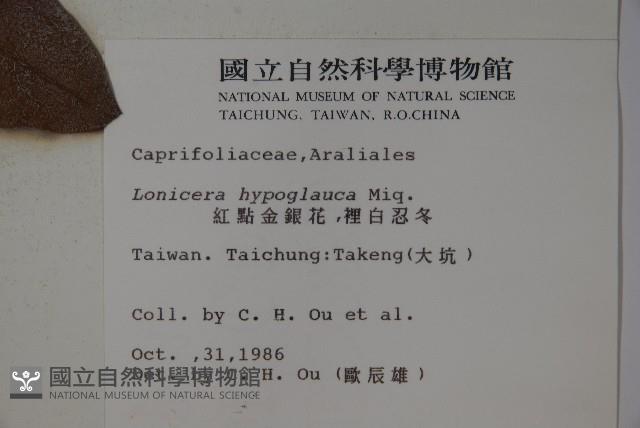 國立自然科學博物館
NATIONAL MUSEUM OF NATURAL SCIENCE
TAICHUNG, TAIWAN, R.O.CHINA
Caprifoliaceae,Araliales
Lonicera hypoglauca Miq.
紅點金銀花,裡白忍冬
Taiwan. Taichung:Takeng(大坑)
Coll. by C. H. Ou et al.
Oct. ,31,1986
H. Ou (歐辰雄)
國立自然科學博物館
NATIONAL MUSEUM OF NATURAL SCIENCE